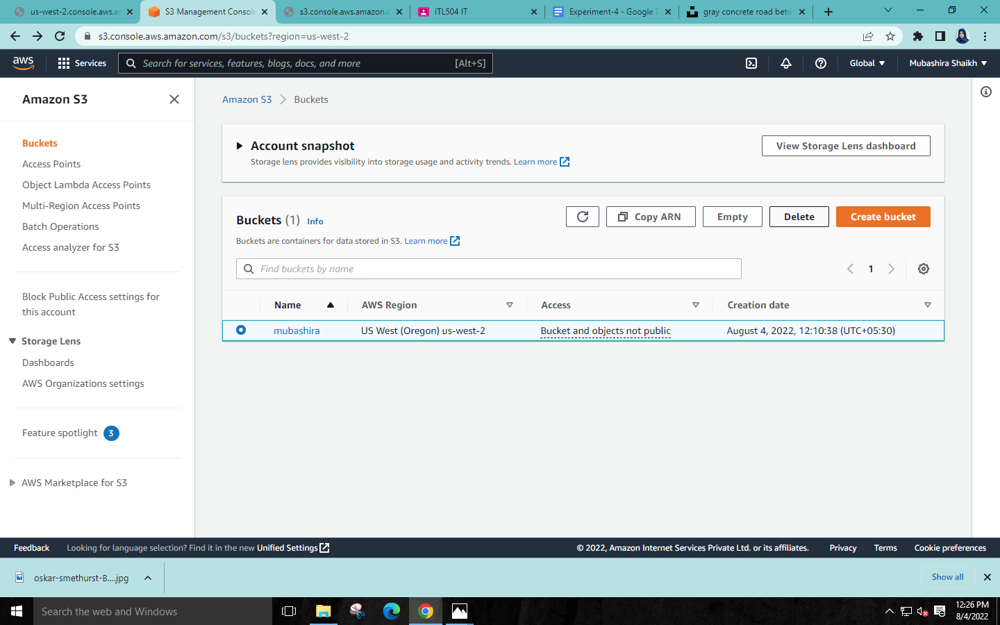 us-west-2.console.aws.a
S3 Management Console
s3.console.aws.amazon.c
ITL504 IT
Experiment-4 - Google D
gray concrete road betw
s3.console.aws.amazon.com/s3/buckets?region=us-west-2
aws
Services
Search for services, features, blogs, docs, and more
[Alt+S]
Global
Mubashira Shaikh
Amazon S3
Buckets
Access Points
Object Lambda Access Points
Multi-Region Access Points
Batch Operations
Access analyzer for S3
Block Public Access settings for
this account
Storage Lens
Dashboards
AWS Organizations settings
Feature spotlight 3
AWS Marketplace for S3
Amazon S3 > Buckets
Account snapshot
View Storage Lens dashboard
Storage lens provides visibility into storage usage and activity trends. Learn more
Buckets (1) Info
Copy ARN
Empty
Delete
Create bucket
Buckets are containers for data stored in S3. Learn more
Find buckets by name
1
Name
AWS Region
Access
Creation date
mubashira
US West (Oregon) us-west-2
Bucket and objects not public
August 4, 2022, 12:10:38 (UTC+05:30)
Feedback
Looking for language selection? Find it in the new Unified Settings
© 2022, Amazon Internet Services Private Ltd. or its affiliates.
Privacy
Terms
Cookie preferences
oskar-smethurst-B....jpg
Show all
Search the web and Windows
12:26 PM
8/4/2022